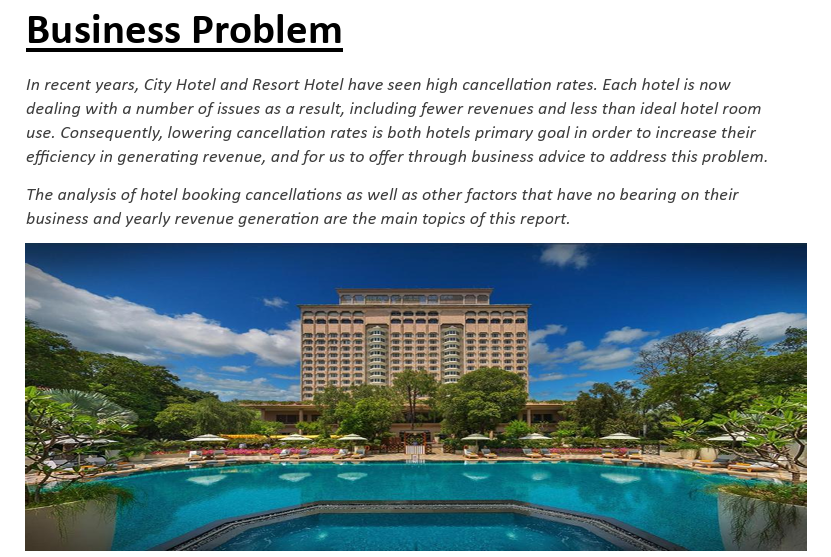 Business Problem
In recent years, City Hotel and Resort Hotel have seen high cancellation rates. Each hotel is now
dealing with a number of issues as a result, including fewer revenues and less than ideal hotel room
use. Consequently, lowering cancellation rates is both hotels primary goal in order to increase their
efficiency in generating revenue, and for us to offer through business advice to address this problem.
The analysis of hotel booking cancellations as well as other factors that have no bearing on their
business and yearly revenue generation are the main topics of this report.